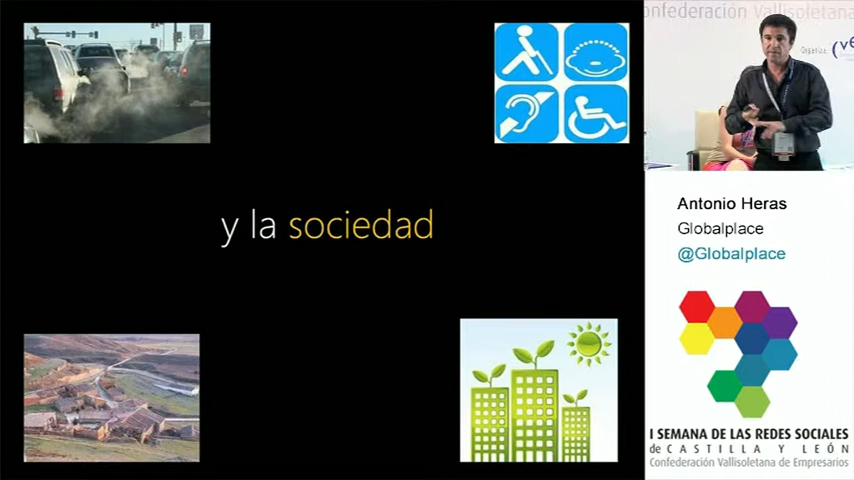 y la sociedad
Confederación Vallisoletana
Organiza:
Antonio Heras
Globalplace
@Globalplace
I SEMANA DE LAS REDES SOCIALES
de CASTILLA Y LEÓN
Confederación Vallisoletana de Empresarios